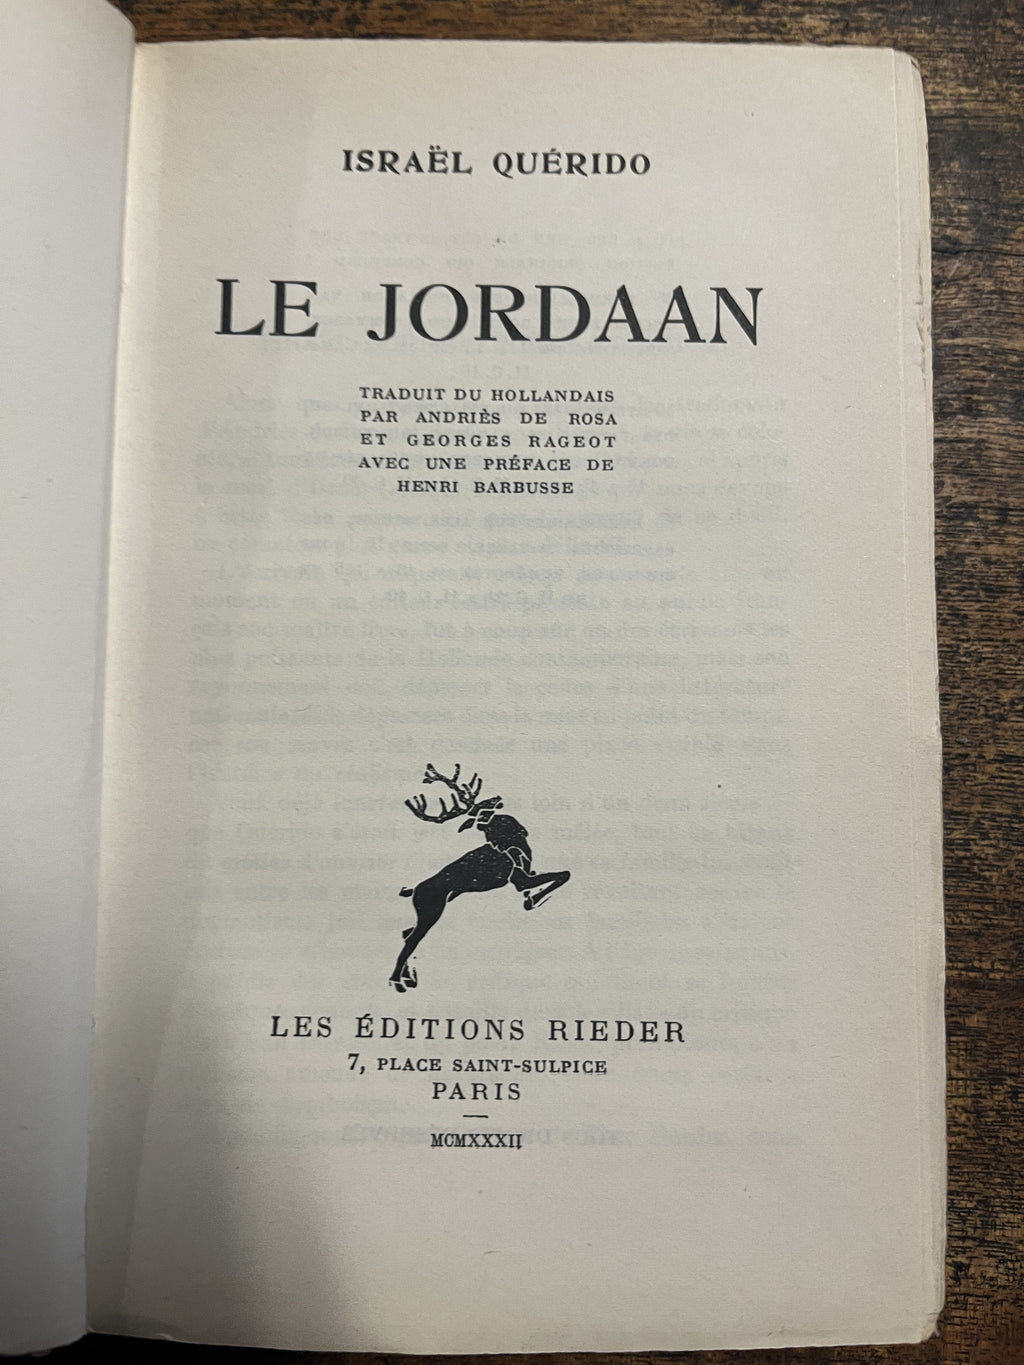 ISRAËL QUÉRIDO
LE JORDAAN
TRADUIT DU HOLLANDAIS
PAR ANDRIÈS DE ROSA
ET GEORGES RAGEOT
AVEC UNE PRÉFACE DE
HENRI BARBUSSE
LES ÉDITIONS RIEDER
7, PLACE SAINT-SULPICE
PARIS
MCMXXXII